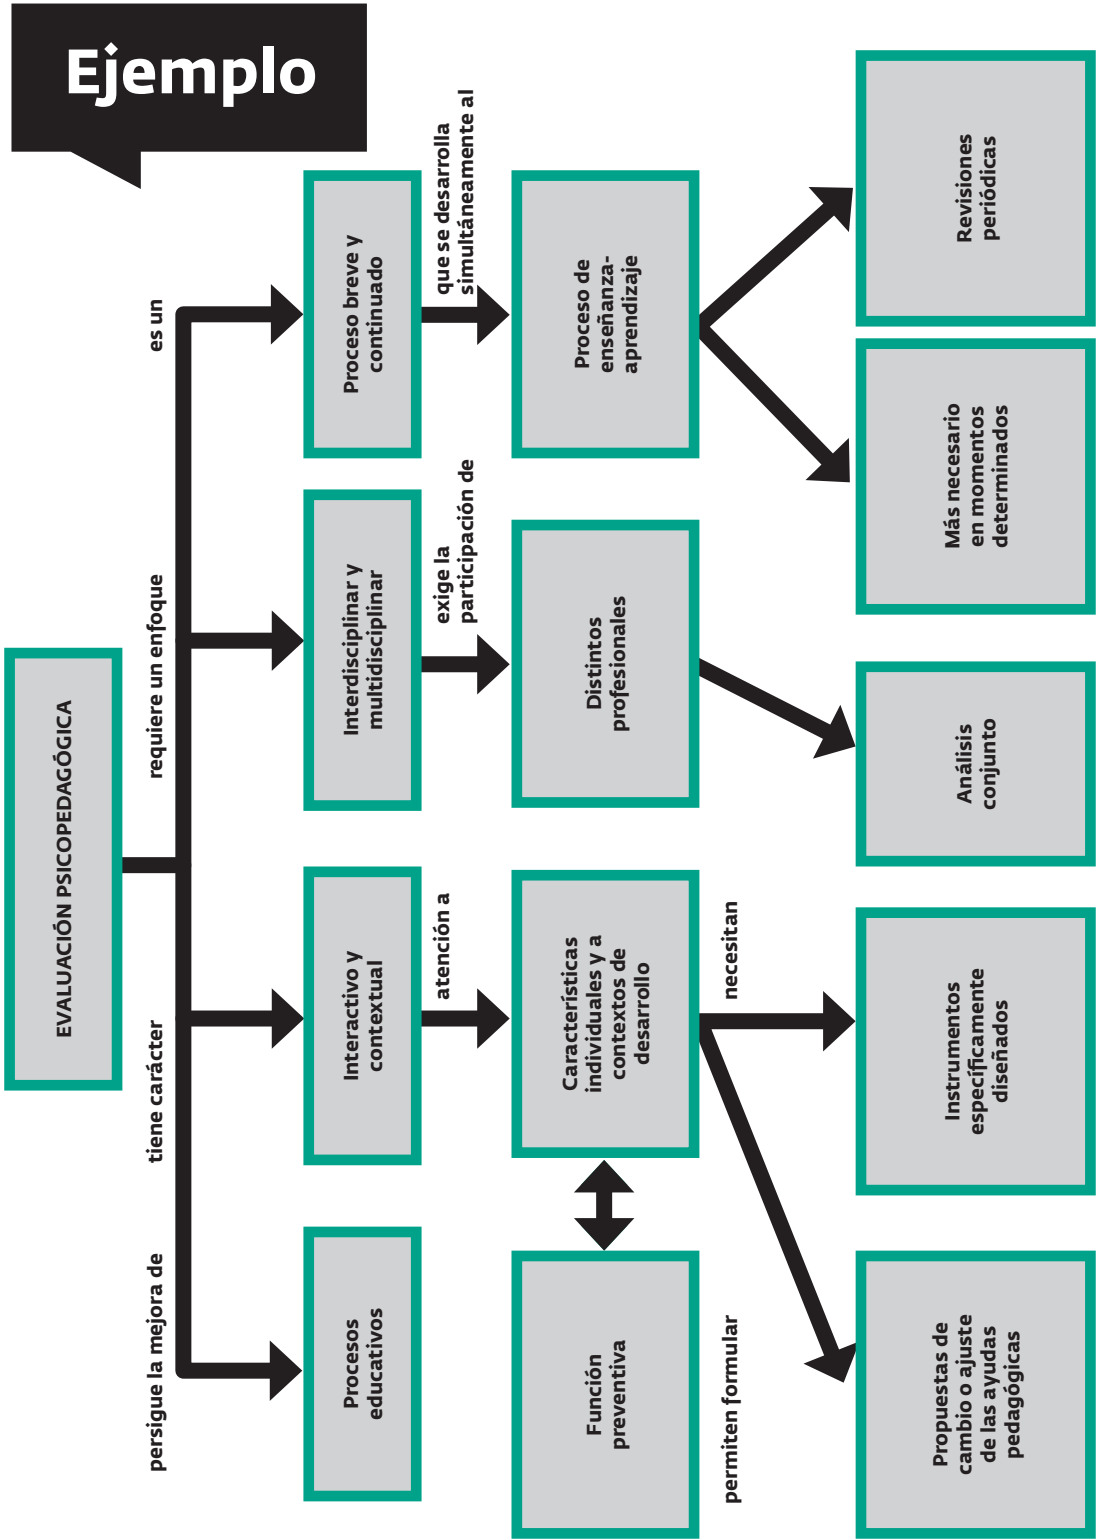 Ejemplo
EVALUACIÓN PSICOPEDAGÓGICA
persigue la mejora de
tiene carácter
requiere un enfoque
es un
Procesos
educativos
Interactivo y
contextual
Interdisciplinar y
multidisciplinar
Proceso breve y
continuado
atención a
exige la
participación de
que se desarrolla
simultáneamente al
Función
preventiva
Características
individuales y a
contextos de
desarrollo
Distintos
profesionales
Proceso de
enseñanza-
aprendizaje
permiten formular
necesitan
Propuestas de
cambio o ajuste
de las ayudas
pedagógicas
Instrumentos
específicamente
diseñados
Análisis
conjunto
Más necesario
en momentos
determinados
Revisiones
periódicas